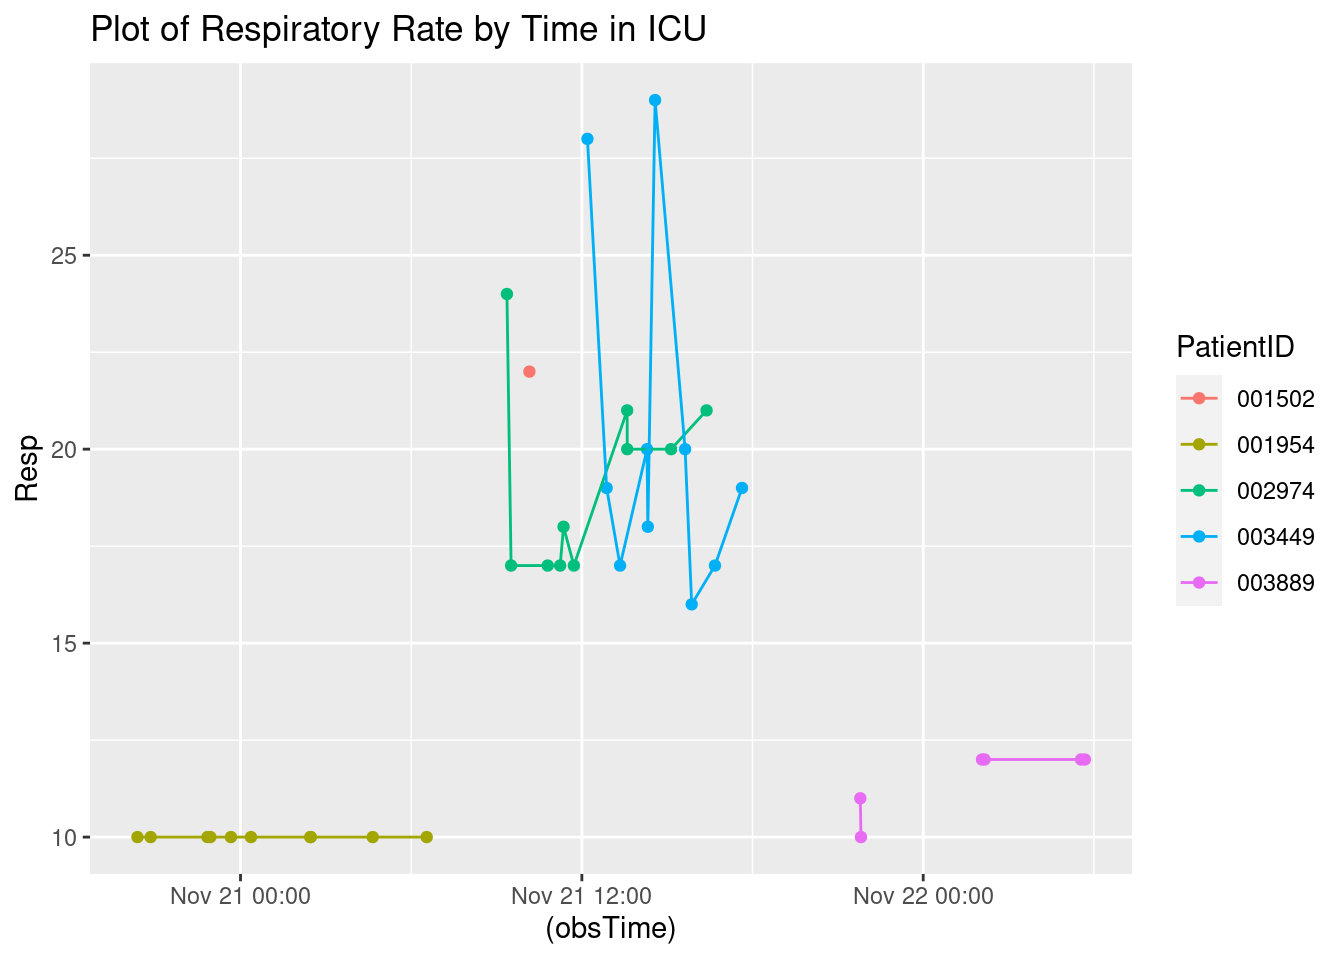 Plot of Respiratory Rate by Time in ICU
Resp
25
20
15
10
Nov 21 00:00
Nov 21 12:00
Nov 22 00:00
(obsTime)
PatientID
001502
001954
002974
003449
003889